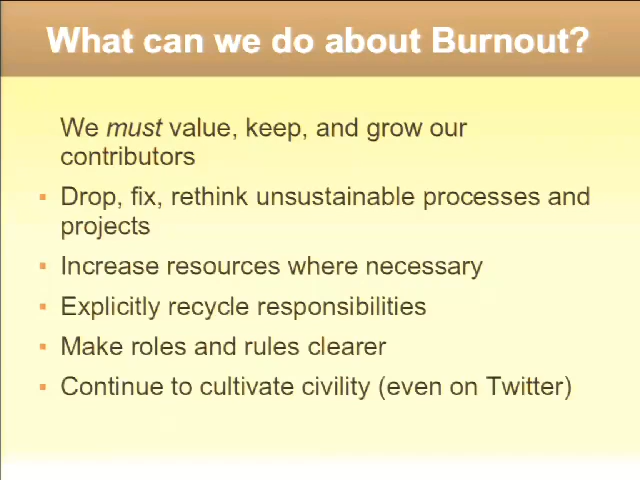 What can we do about Burnout?
We must value, keep, and grow our
contributors
▪ Drop, fix, rethink unsustainable processes and
projects
▪ Increase resources where necessary
▪ Explicitly recycle responsibilities
▪ Make roles and rules clearer
▪ Continue to cultivate civility (even on Twitter)